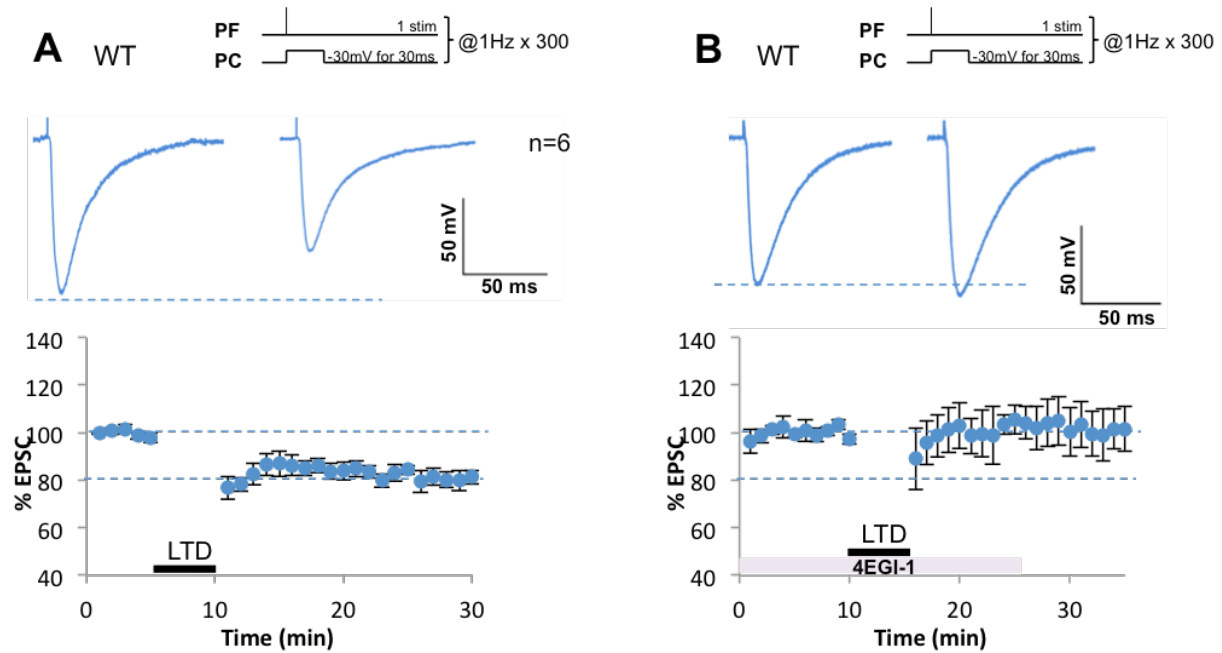 A WT
PF 1 stim
PC -30mV for 30ms
@1Hz x 300
n=6
50 mV
50 ms
% EPSC
140
120
100
80
60
40
LTD
0 10 20 30
Time (min)
B WT
PF 1 stim
PC -30mV for 30ms
@1Hz x 300
50 mV
50 ms
% EPSC
140
120
100
80
60
40
LTD
4EGI-1
0 10 20 30
Time (min)